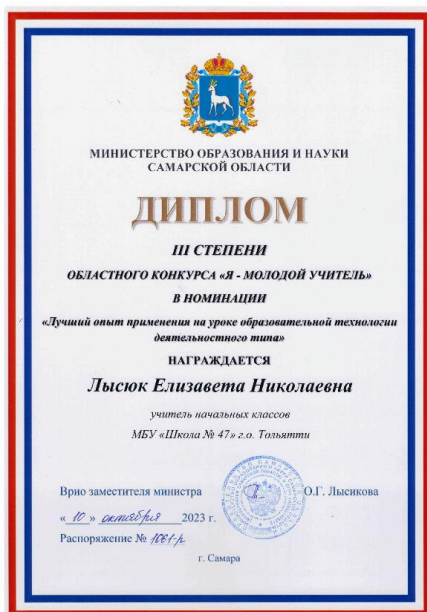 МИНИСТЕРСТВО ОБРАЗОВАНИЯ И НАУКИ
САМАРСКОЙ ОБЛАСТИ
ДИПЛОМ
III СТЕПЕНИ
ОБЛАСТНОГО КОНКУРСА «Я - МОЛОДОЙ УЧИТЕЛЬ»
В НОМИНАЦИИ
«Лучший опыт применения на уроке образовательной технологии
деятельностного типа»
НАГРАЖДАЕТСЯ
Лысюк Елизавета Николаевна
учитель начальных классов
МБУ «Школа № 47» г.о. Тольятти
Врио заместителя министра О.Г. Лысикова
« 10 » октября 2023 г.
Распоряжение № 1061-р
г. Самара